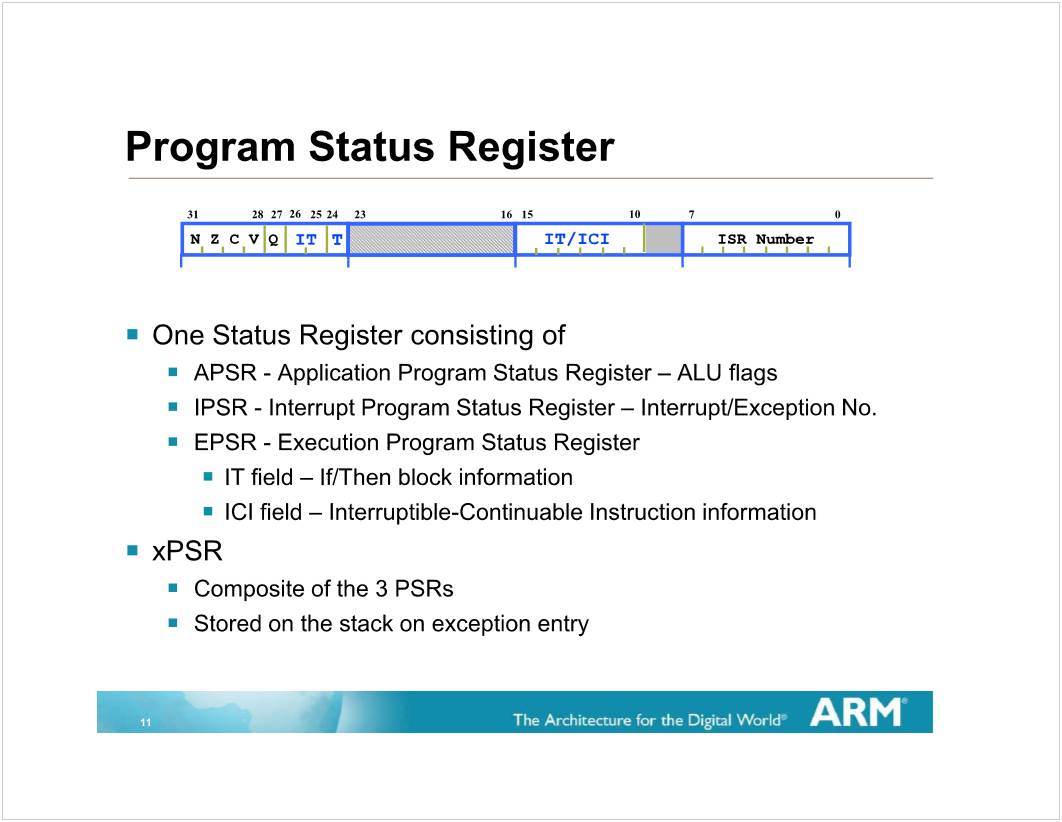 Program Status Register
31 28 27 26 25 24 23 16 15 10 7 0
N Z C V Q IT T IT/ICI ISR Number
One Status Register consisting of
APSR - Application Program Status Register – ALU flags
IPSR - Interrupt Program Status Register – Interrupt/Exception No.
EPSR - Execution Program Status Register
IT field – If/Then block information
ICI field – Interruptible-Continuable Instruction information
xPSR
Composite of the 3 PSRs
Stored on the stack on exception entry
11 The Architecture for the Digital World® ARM®